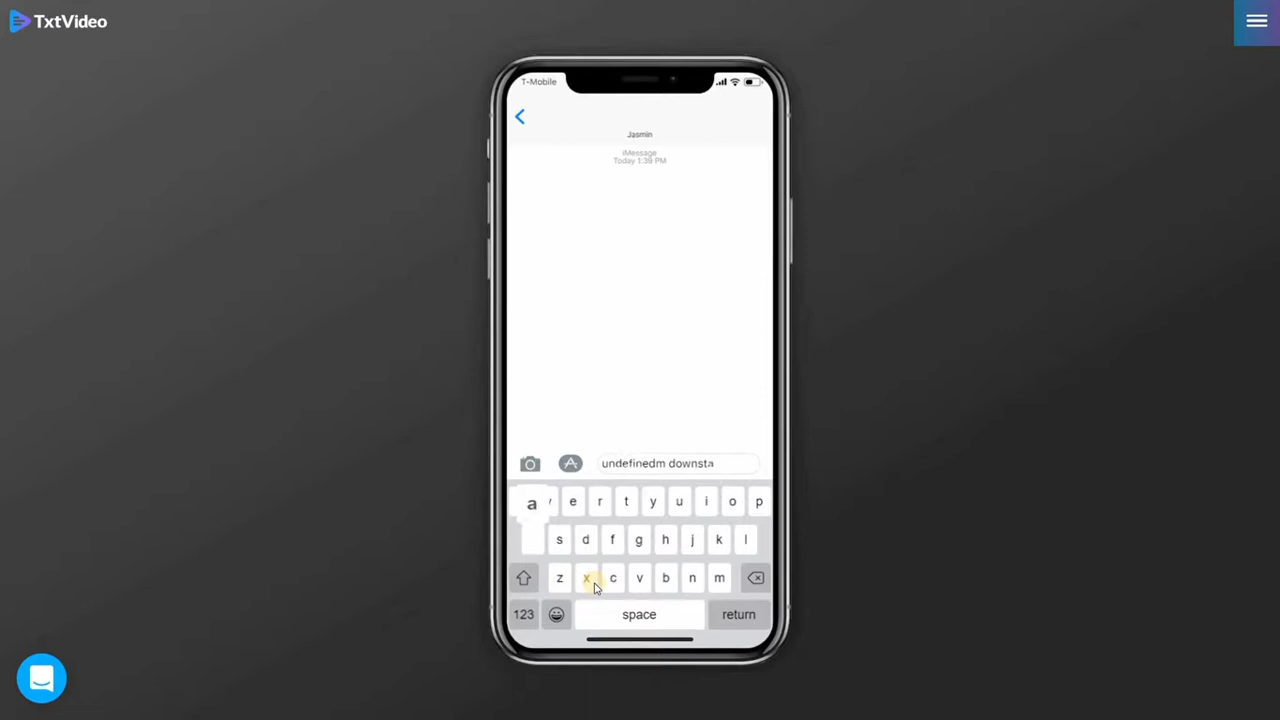 TxtVideo
T-Mobile
Jasmin
iMessage
Today 1:39 PM
undefinedm downsta
a e r t y u i o p
s d f g h j k l
z x c v b n m
123 space return